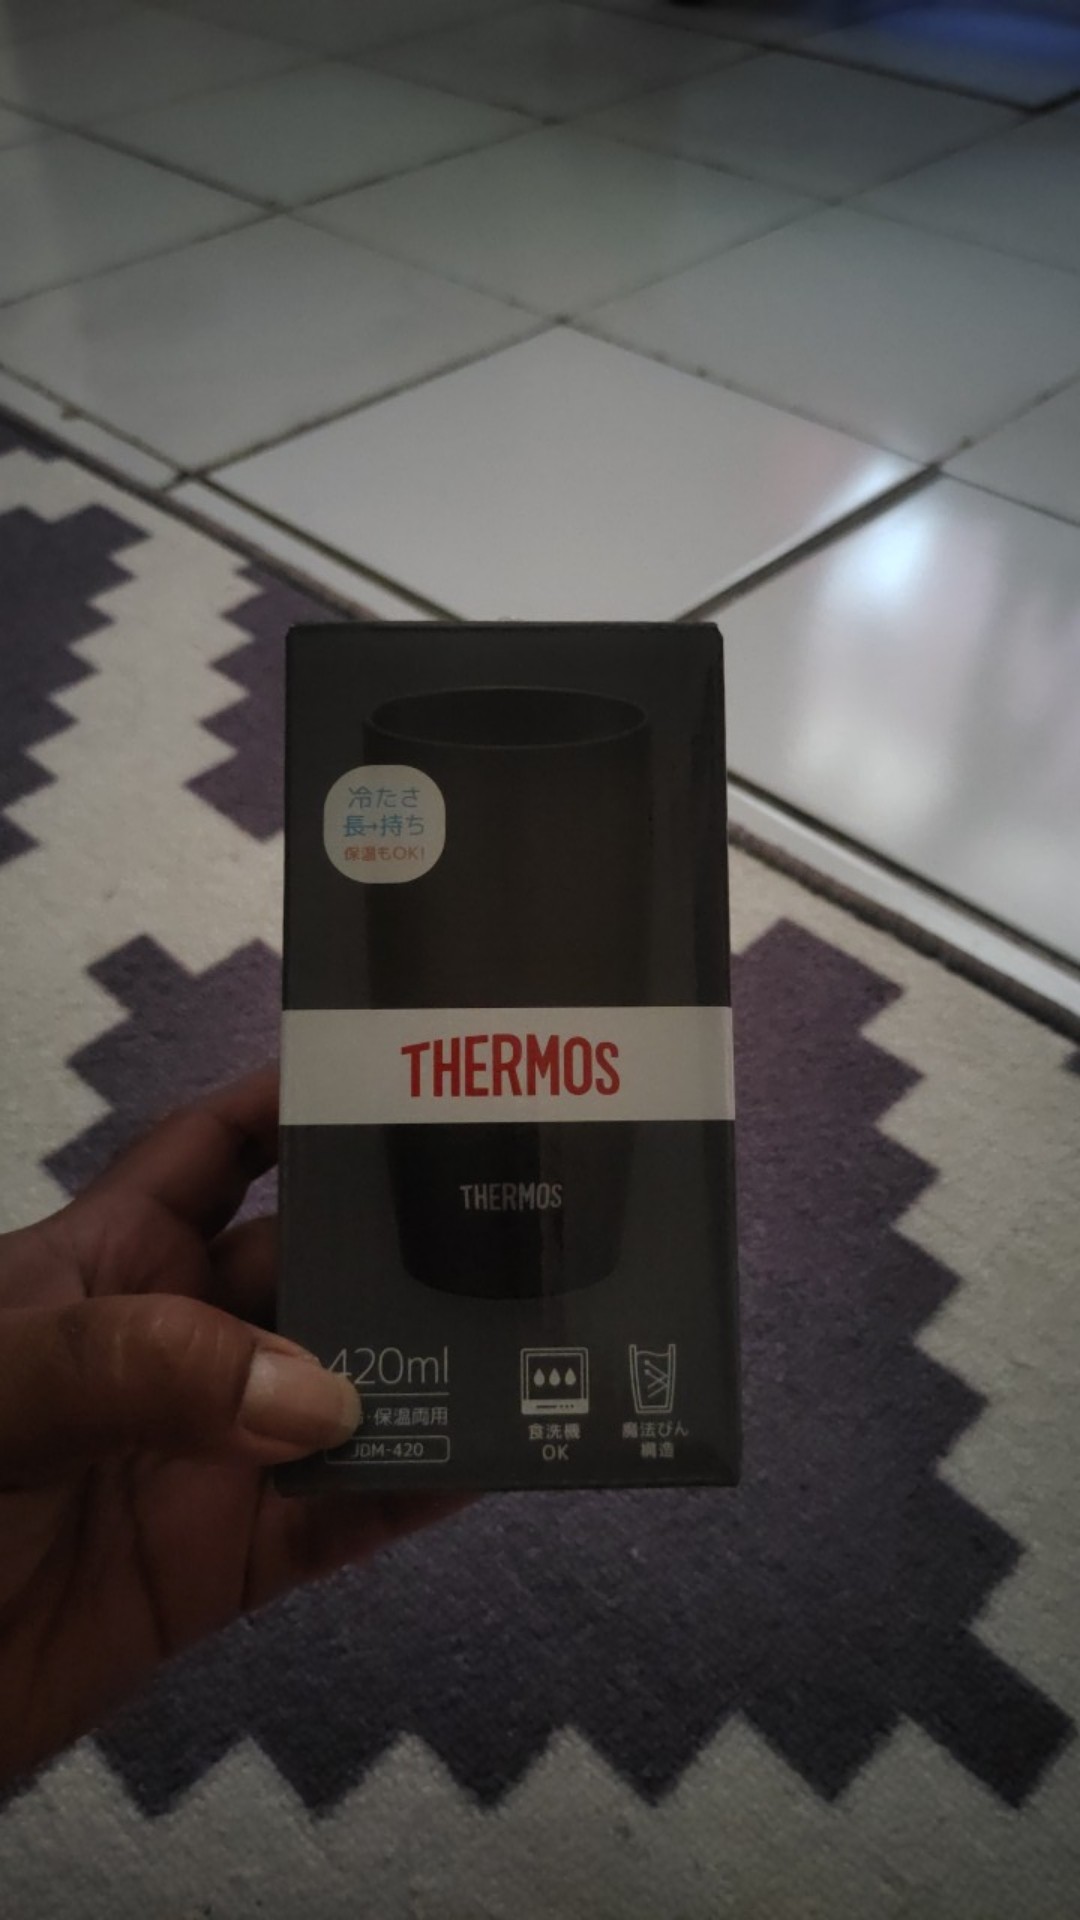 冷たさ
長→持ち
保温もOK!
THERMOS
THERMOS
420ml
・保温両用
JDM-420
食洗機
OK
魔法びん
構造